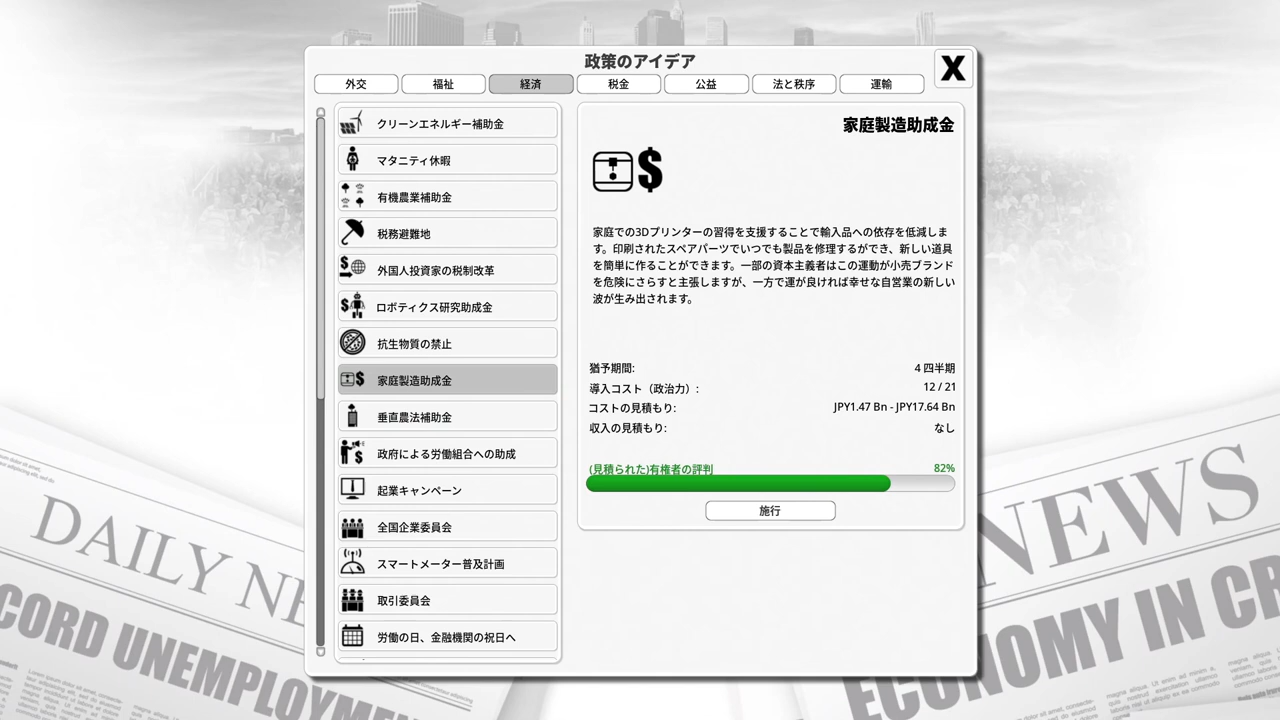 政策のアイデア
X
外交
福祉
経済
税金
公益
法と秩序
運輸
クリーンエネルギー補助金
マタニティ休暇
有機農業補助金
税務避難地
外国人投資家の税制改革
ロボティクス研究助成金
抗生物質の禁止
家庭製造助成金
垂直農法補助金
政府による労働組合への助成
起業キャンペーン
全国企業委員会
スマートメーター普及計画
取引委員会
労働の日、金融機関の祝日へ
家庭製造助成金
家庭での3Dプリンターの習得を支援することで輸入品への依存を低減しま
す。印刷されたスペアパーツでいつでも製品を修理するができ、新しい道具
を簡単に作ることができます。一部の資本主義者はこの運動が小売ブランド
を危険にさらすと主張しますが、一方で運が良ければ幸せな自営業の新しい
波が生み出されます。
猶予期間: 4 四半期
導入コスト（政治力）: 12 / 21
コストの見積もり: JPY1.47 Bn - JPY17.64 Bn
収入の見積もり: なし
(見積られた)有権者の評判 82%
施行
DAILY NE
CORD UNEMPLOYM
NEWS
ECONOMY IN CR